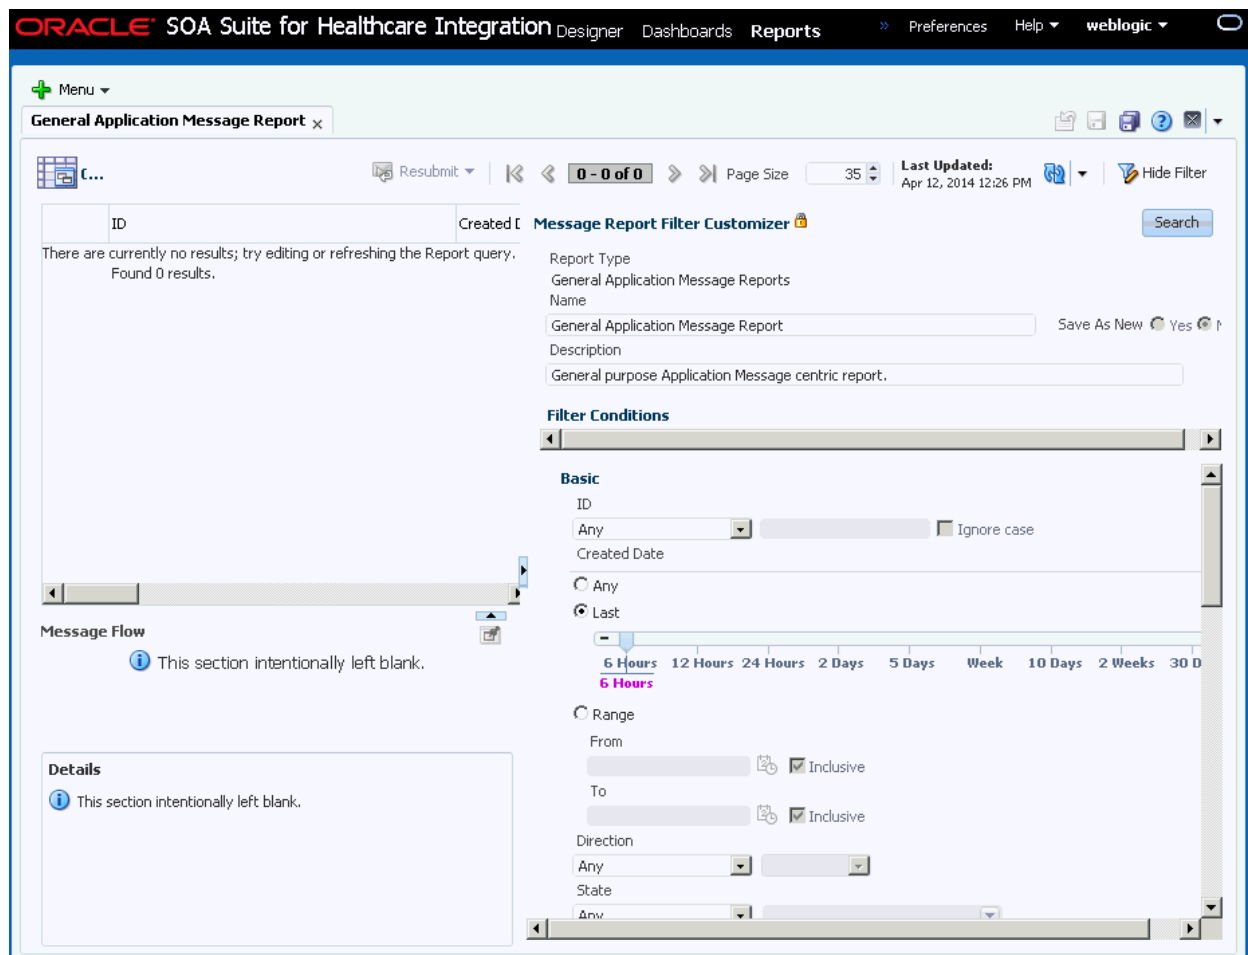 ORACLE SOA Suite for Healthcare Integration Designer Dashboards Reports » Preferences Help weblogic
Menu
General Application Message Report x
(... Resubmit 0 - 0 of 0 Page Size 35 Last Updated: Apr 12, 2014 12:26 PM Hide Filter
ID Created D
There are currently no results; try editing or refreshing the Report query.
Found 0 results.
Message Flow
This section intentionally left blank.
Details
This section intentionally left blank.
Message Report Filter Customizer Search
Report Type
General Application Message Reports
Name
General Application Message Report Save As New Yes
Description
General purpose Application Message centric report.
Filter Conditions
Basic
ID
Any Ignore case
Created Date
Any
Last
6 Hours 12 Hours 24 Hours 2 Days 5 Days Week 10 Days 2 Weeks 30 D
6 Hours
Range
From
Inclusive
To
Inclusive
Direction
Any
State
Any